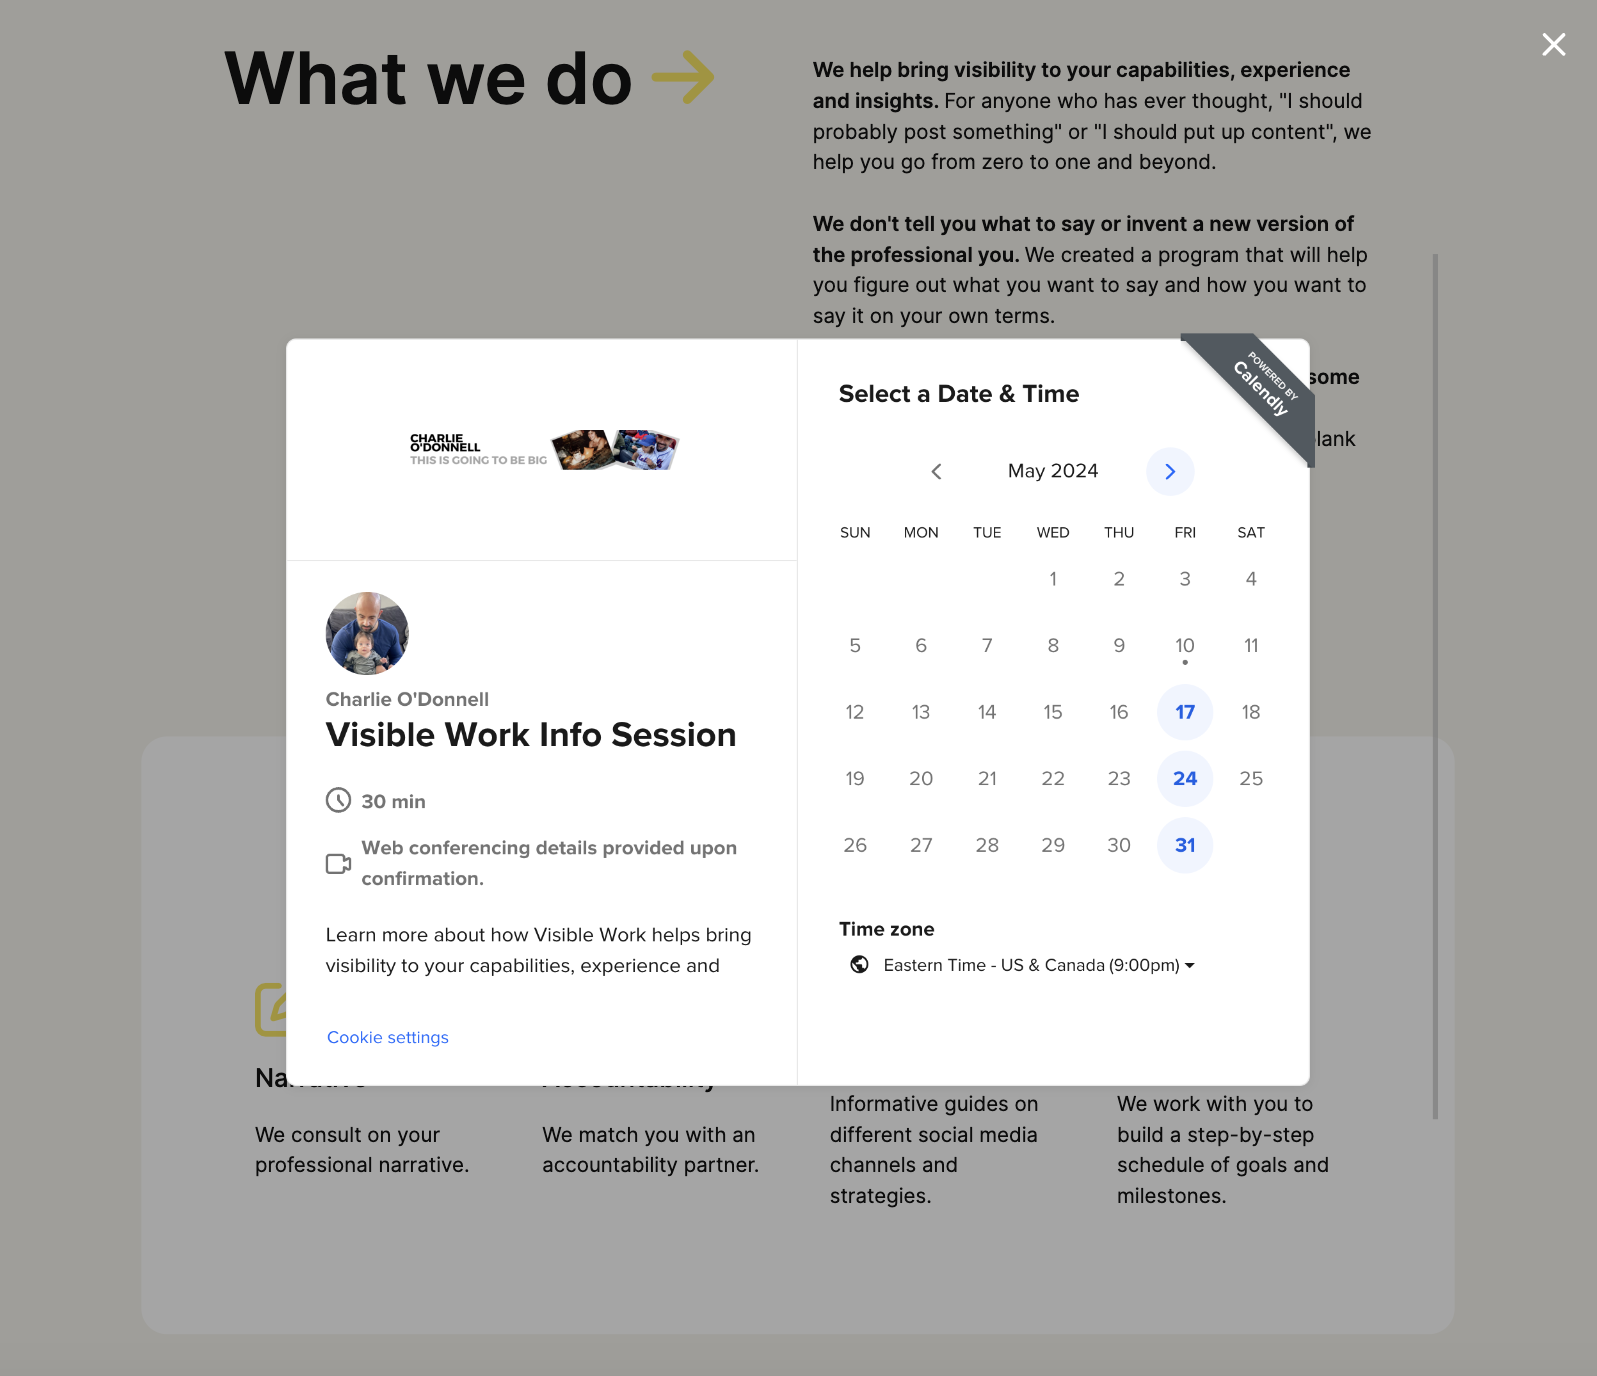 What we do
We help bring visibility to your capabilities, experience
and insights. For anyone who has ever thought, "I should
probably post something" or "I should put up content", we
help you go from zero to one and beyond.
We don't tell you what to say or invent a new version of
the professional you. We created a program that will help
you figure out what you want to say and how you want to
say it on your own terms.
some
CHARLIE
O'DONNELL
THIS IS GOING TO BE BIG
Charlie O'Donnell
Visible Work Info Session
30 min
Web conferencing details provided upon
confirmation.
Learn more about how Visible Work helps bring
visibility to your capabilities, experience and
Cookie settings
Select a Date & Time
POWERED BY
Calendly
May 2024
SUN MON TUE WED THU FRI SAT
1 2 3 4
5 6 7 8 9 10 11
12 13 14 15 16 17 18
19 20 21 22 23 24 25
26 27 28 29 30 31
Time zone
Eastern Time - US & Canada (9:00pm)
We consult on your
professional narrative.
We match you with an
accountability partner.
Informative guides on
different social media
channels and
strategies.
We work with you to
build a step-by-step
schedule of goals and
milestones.